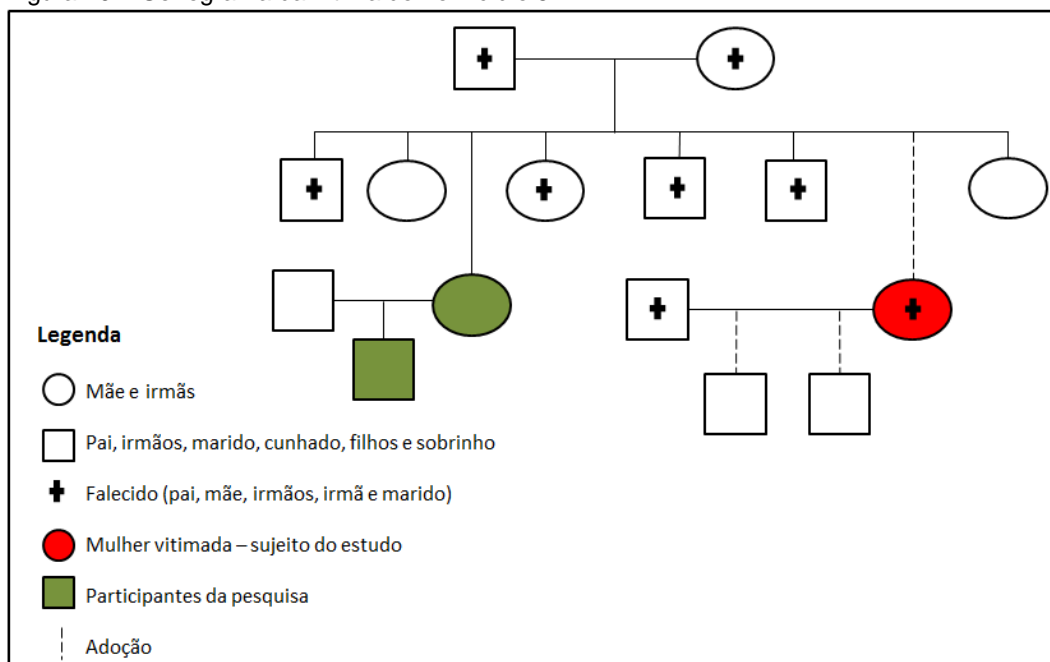 Legenda
Mãe e irmãs
Pai, irmãos, marido, cunhado, filhos e sobrinho
Falecido (pai, mãe, irmãos, irmã e marido)
Mulher vitimada – sujeito do estudo
Participantes da pesquisa
Adoção